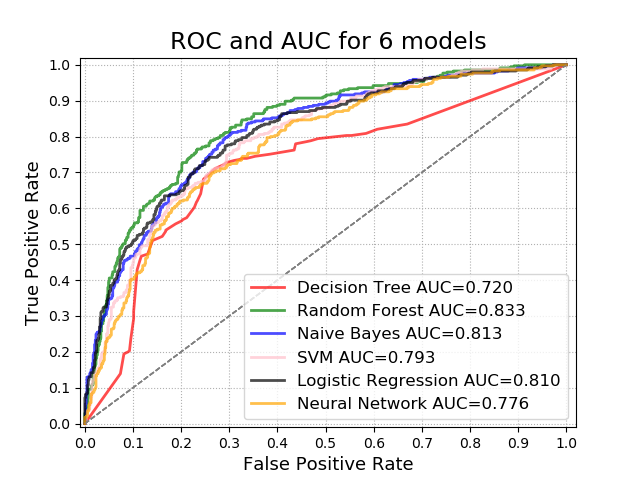 ROC and AUC for 6 models
True Positive Rate
1.0
0.9
0.8
0.7
0.6
0.5
0.4
0.3
0.2
0.1
0.0
Decision Tree AUC=0.720
Random Forest AUC=0.833
Naive Bayes AUC=0.813
SVM AUC=0.793
Logistic Regression AUC=0.810
Neural Network AUC=0.776
0.0 0.1 0.2 0.3 0.4 0.5 0.6 0.7 0.8 0.9 1.0
False Positive Rate